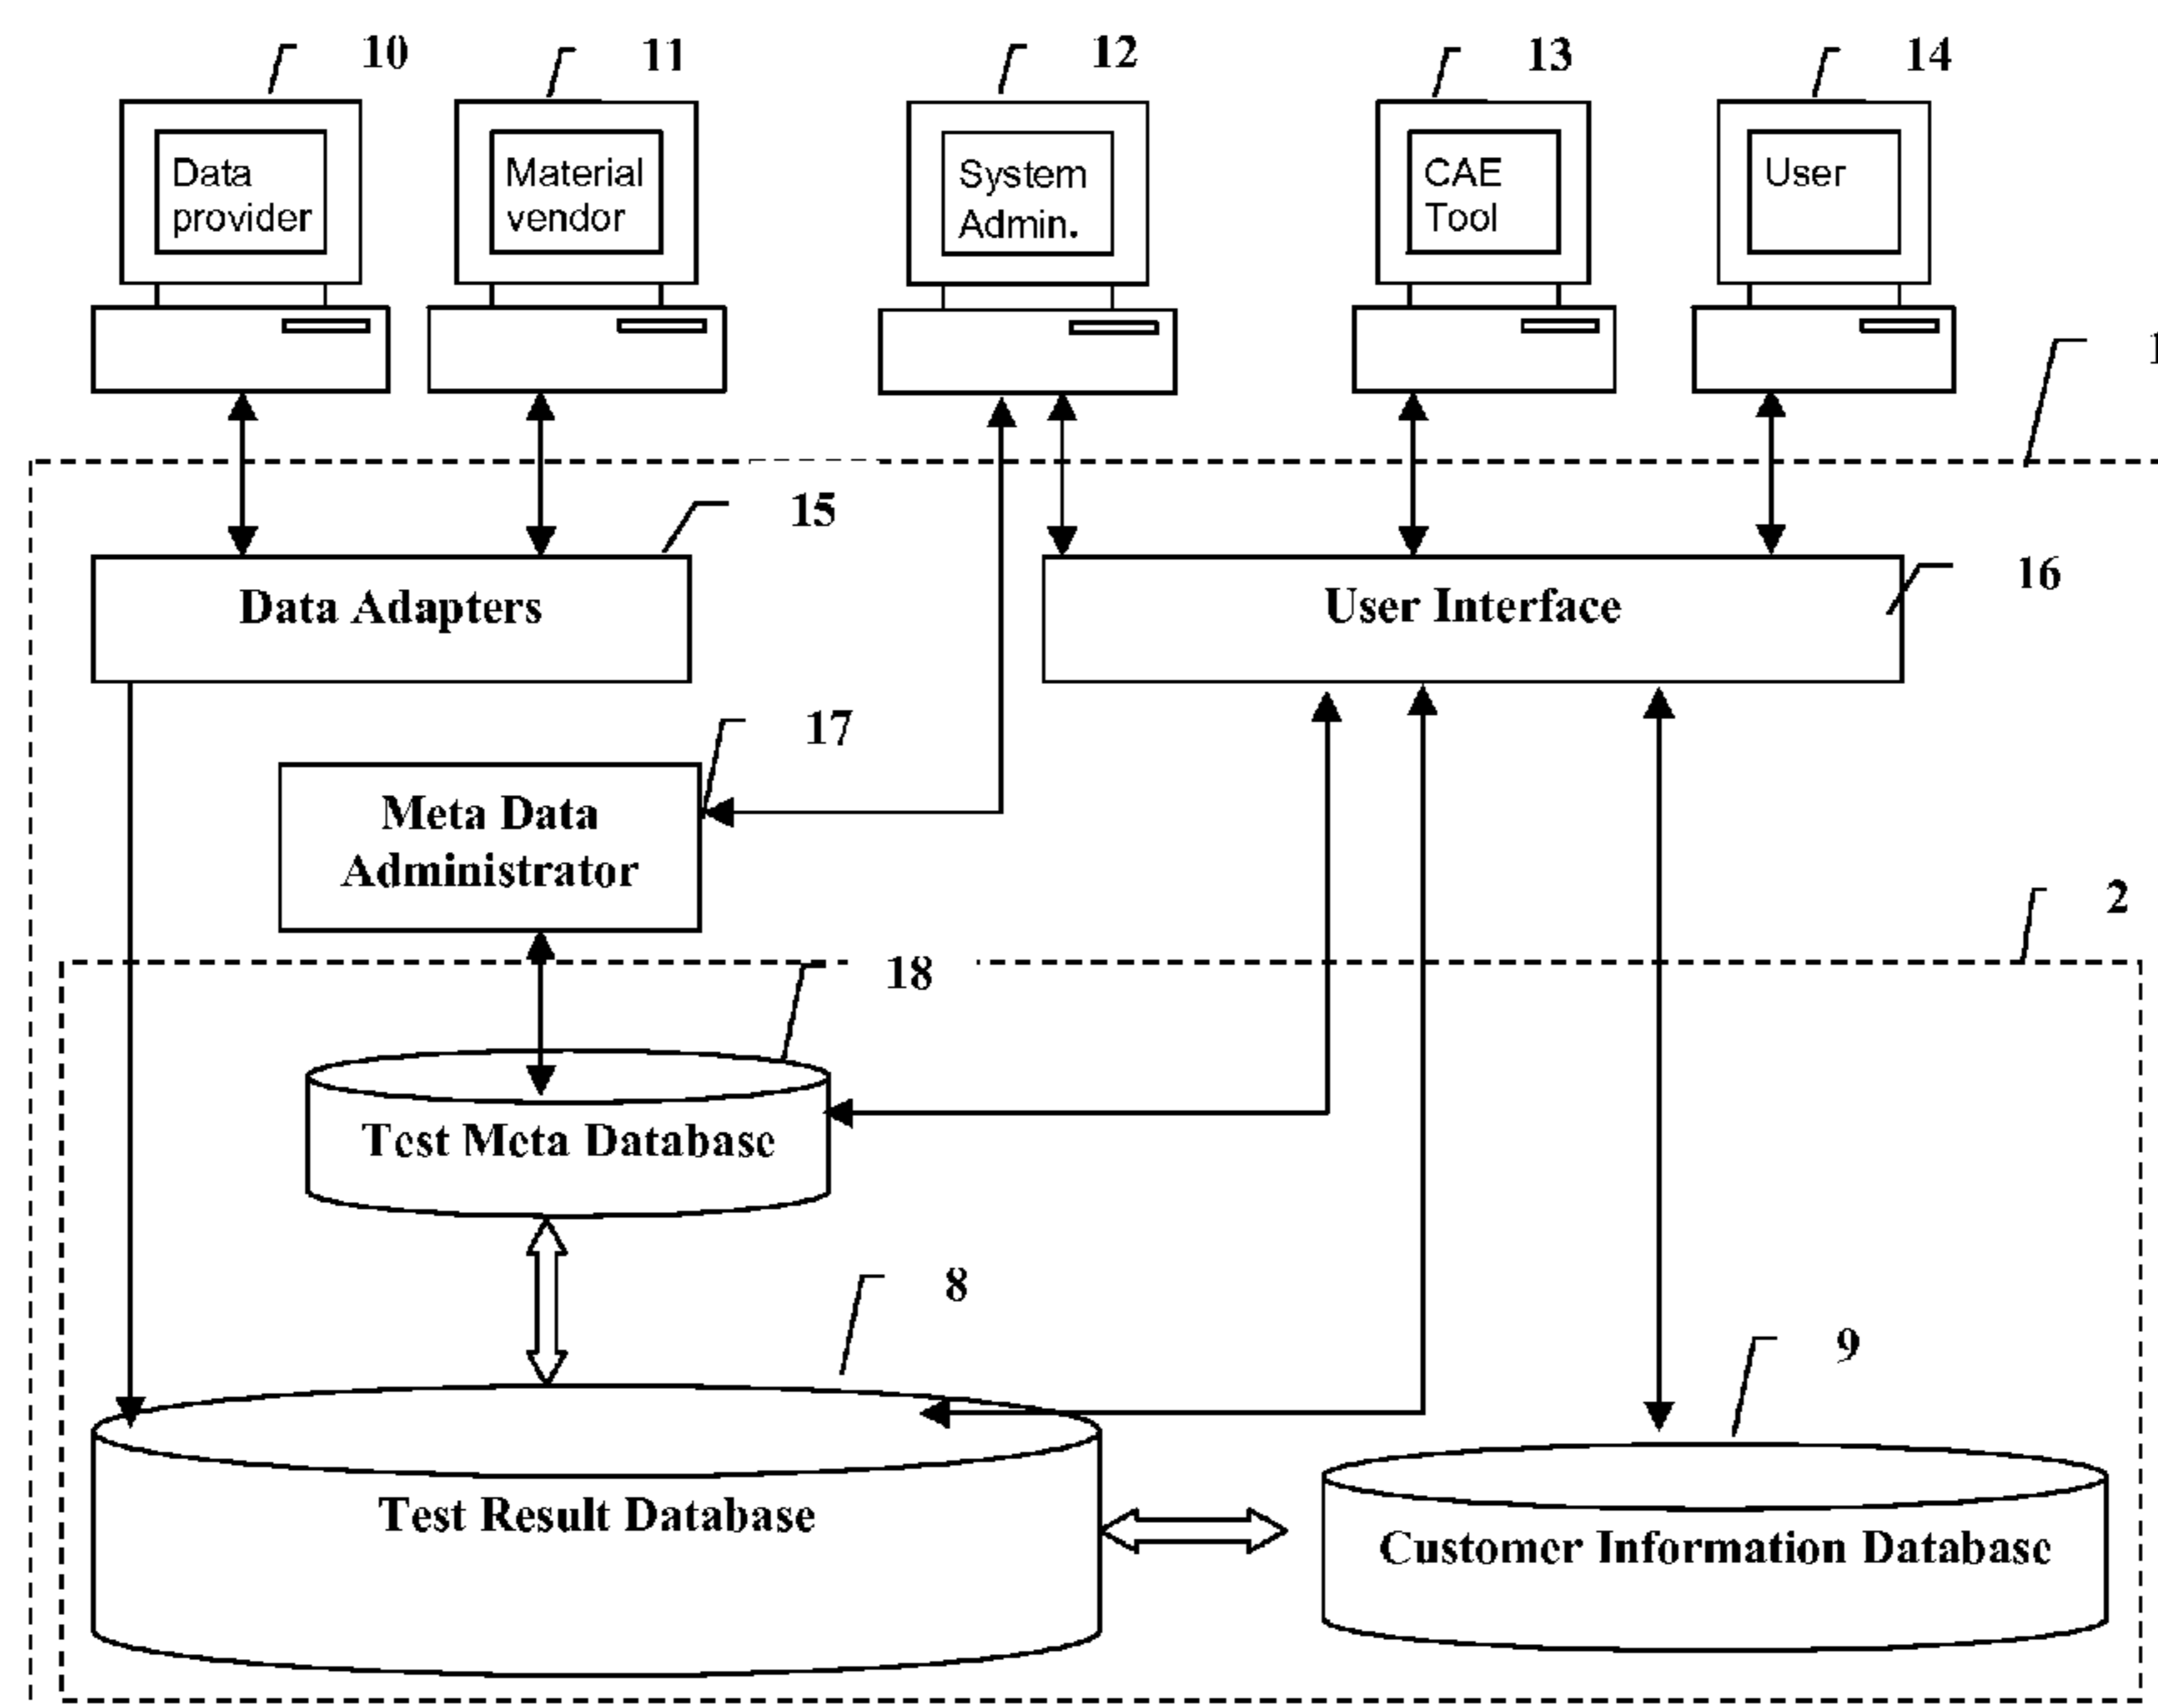 10
11
12
13
14
Data
provider
Material
vendor
System
Admin.
CAE
Tool
User
1
15
16
Data Adapters
User Interface
17
Meta Data
Administrator
2
18
Test Meta Database
8
9
Test Result Database
Customer Information Database